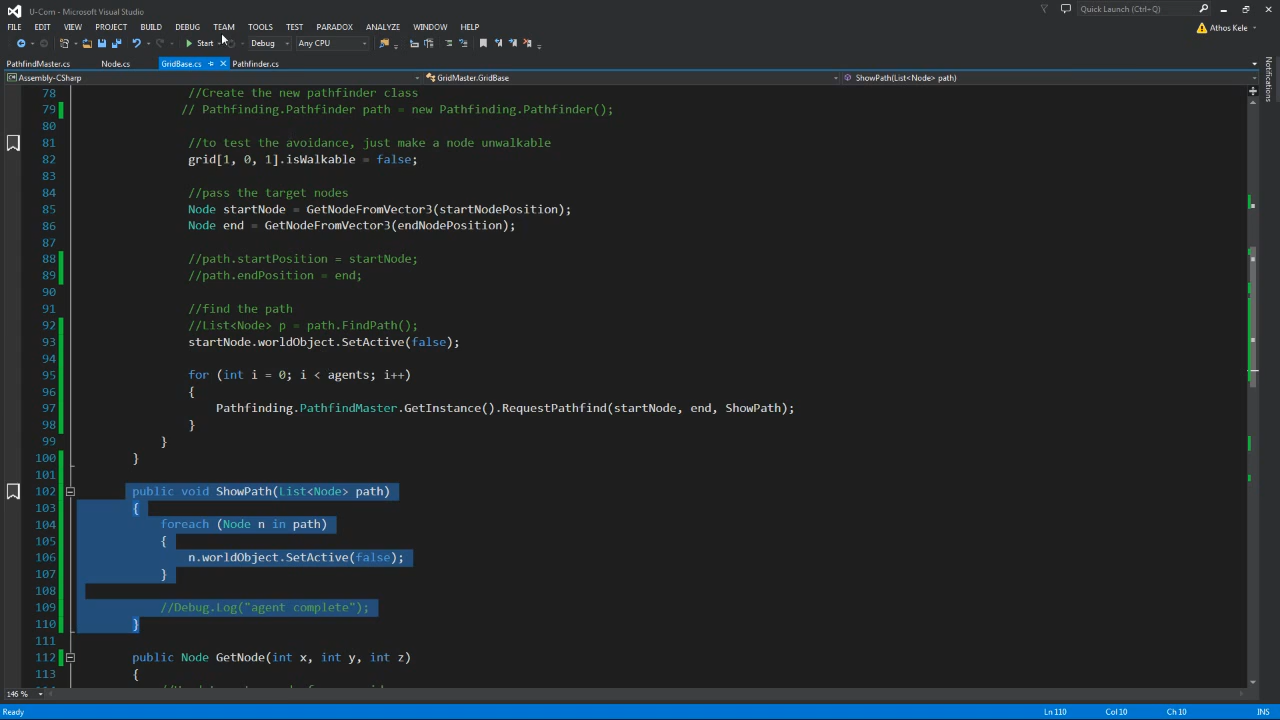 U-Com - Microsoft Visual Studio
Quick Launch (Ctrl+Q)
FILE EDIT VIEW PROJECT BUILD DEBUG TEAM TOOLS TEST PARADOX ANALYZE WINDOW HELP
Athos Kele
Start Debug Any CPU
PathfindMaster.cs Node.cs GridBase.cs Pathfinder.cs
Notifications
Assembly-CSharp GridMaster.GridBase ShowPath(List<Node> path)
78 //Create the new pathfinder class
79 // Pathfinding.Pathfinder path = new Pathfinding.Pathfinder();
80
81 //to test the avoidance, just make a node unwalkable
82 grid[1, 0, 1].isWalkable = false;
83
84 //pass the target nodes
85 Node startNode = GetNodeFromVector3(startNodePosition);
86 Node end = GetNodeFromVector3(endNodePosition);
87
88 //path.startPosition = startNode;
89 //path.endPosition = end;
90
91 //find the path
92 //List<Node> p = path.FindPath();
93 startNode.worldObject.SetActive(false);
94
95 for (int i = 0; i < agents; i++)
96 {
97 Pathfinding.PathfindMaster.GetInstance().RequestPathfind(startNode, end, ShowPath);
98 }
99 }
100 }
101
102 public void ShowPath(List<Node> path)
103 {
104 foreach (Node n in path)
105 {
106 n.worldObject.SetActive(false);
107 }
108
109 //Debug.Log("agent complete");
110 }
111
112 public Node GetNode(int x, int y, int z)
113 {
146 %
Ready Ln 110 Col 10 Ch 10 INS